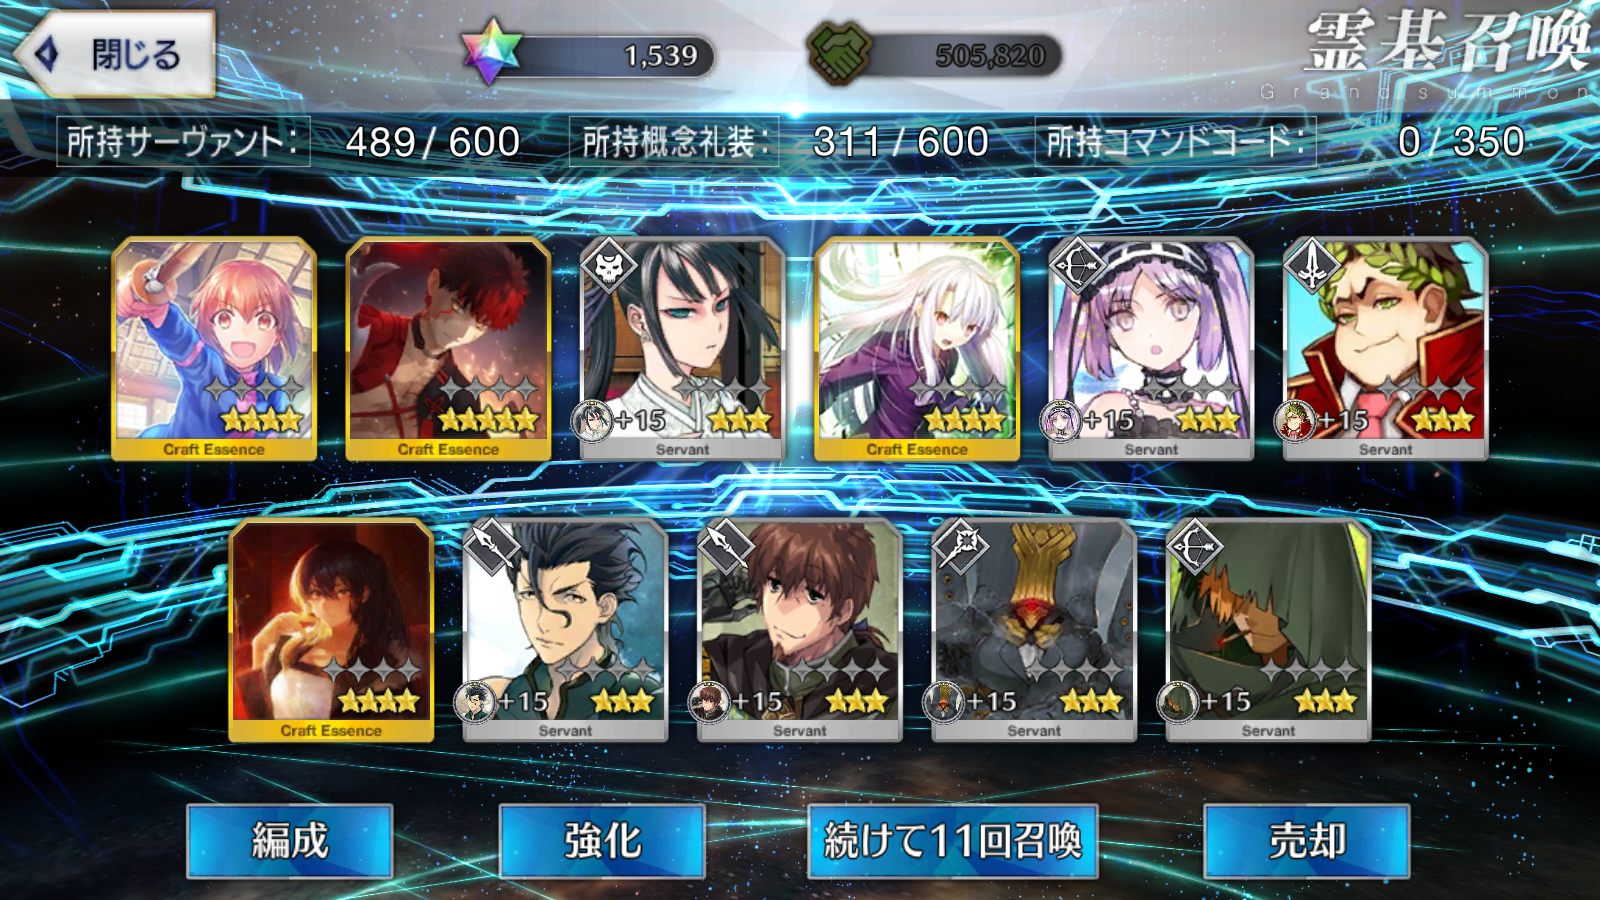 閉じる
1,539
505,820
霊基召喚
Grand summon
所持サーヴァント: 489 / 600
所持概念礼装: 311 / 600
所持コマンドコード: 0 / 350
+15
+15
+15
Craft Essence
Craft Essence
Servant
Craft Essence
Servant
Servant
+15
+15
+15
+15
Craft Essence
Servant
Servant
Servant
Servant
編成
強化
続けて11回召喚
売却